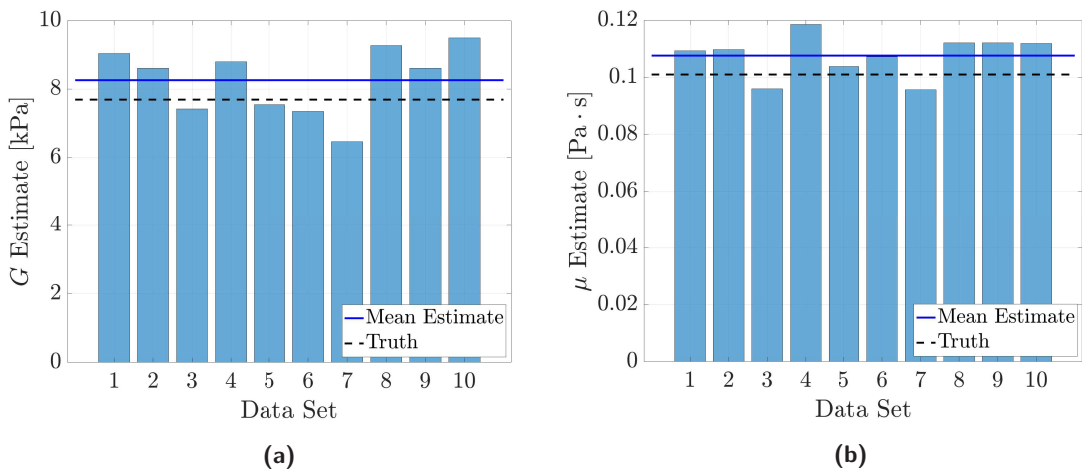 10
8
6
4
2
0
G Estimate [kPa]
Mean Estimate
Truth
1 2 3 4 5 6 7 8 9 10
Data Set
(a)
0.12
0.1
0.08
0.06
0.04
0.02
0
μ Estimate [Pa · s]
Mean Estimate
Truth
1 2 3 4 5 6 7 8 9 10
Data Set
(b)